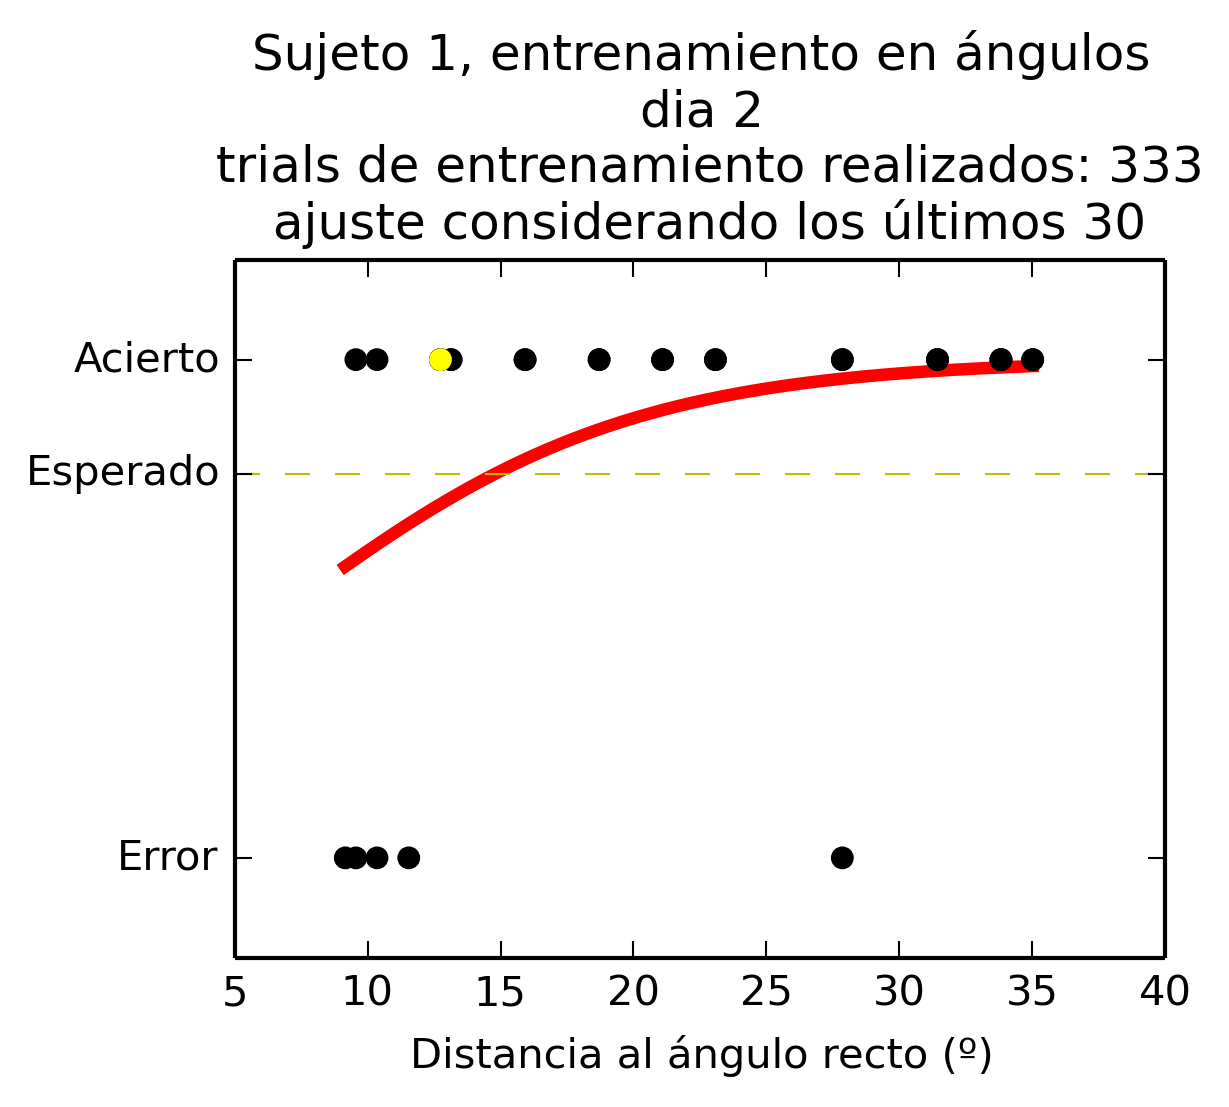 Sujeto 1, entrenamiento en ángulos
dia 2
trials de entrenamiento realizados: 333
ajuste considerando los últimos 30
Acierto
Esperado
Error
5 10 15 20 25 30 35 40
Distancia al ángulo recto (º)